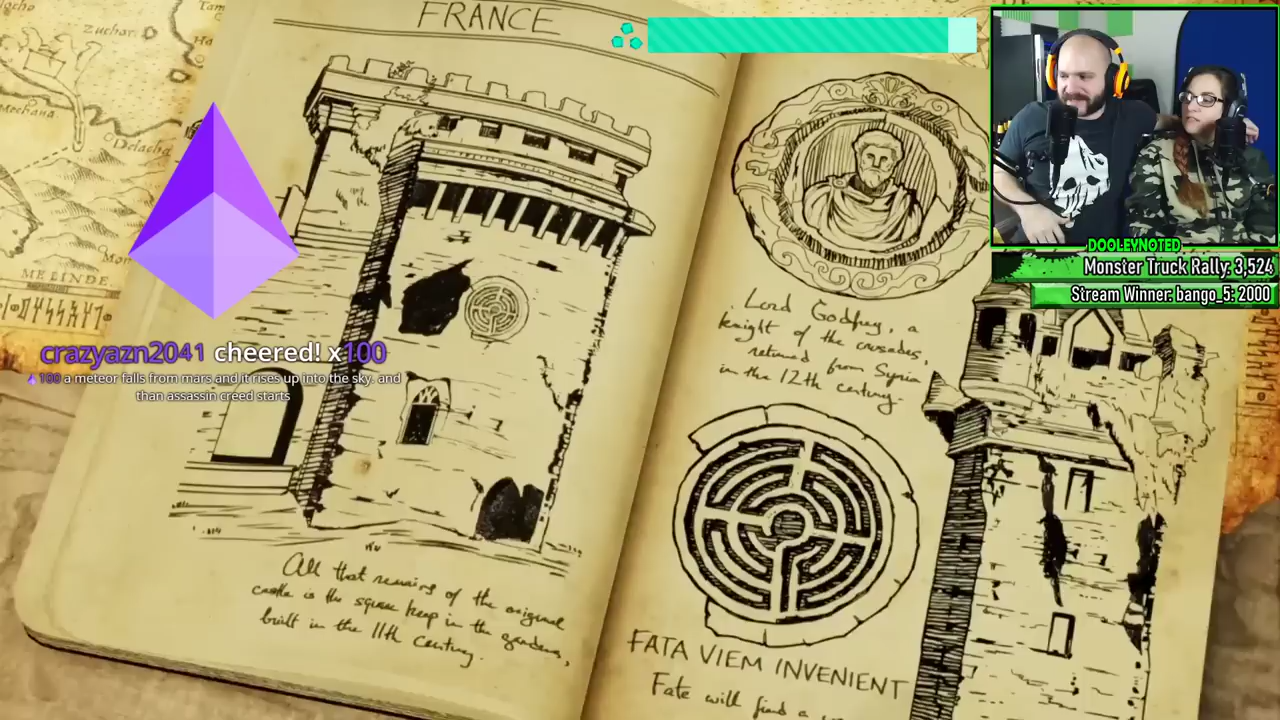 FRANCE
zuchar.
Delacha
MELINDE.
crazyazn2041 cheered! x100
100 a meteor falls from mars and it rises up into the sky. and
than assassin creed starts
All that remains of the original
castle is the square keep in the gardens,
built in the 11th Century.
Lord Godfrey, a
knight of the crusades,
returned from Syria
in the 12th century.
FATA VIEM INVENIENT
Fate will find a
DOOLEYNOTED
Monster Truck Rally: 3,524
Stream Winner: bango_5: 2000